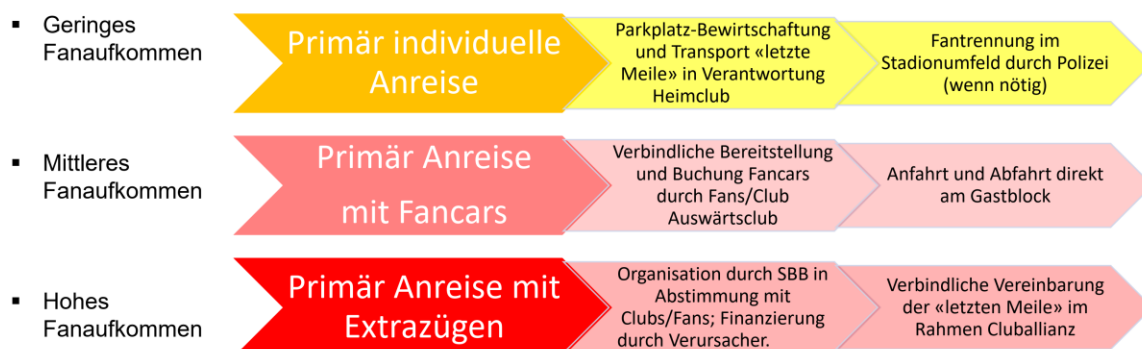 ▪ Geringes
Fanaufkommen
Primär individuelle
Anreise
Parkplatz-Bewirtschaftung
und Transport «letzte
Meile» in Verantwortung
Heimclub
Fantrennung im
Stadionumfeld durch Polizei
(wenn nötig)
▪ Mittleres
Fanaufkommen
Primär Anreise
mit Fancars
Verbindliche Bereitstellung
und Buchung Fancars
durch Fans/Club
Auswärtsclub
Anfahrt und Abfahrt direkt
am Gastblock
▪ Hohes
Fanaufkommen
Primär Anreise mit
Extrazügen
Organisation durch SBB in
Abstimmung mit
Clubs/Fans; Finanzierung
durch Verursacher.
Verbindliche Vereinbarung
der «letzten Meile» im
Rahmen Cluballianz